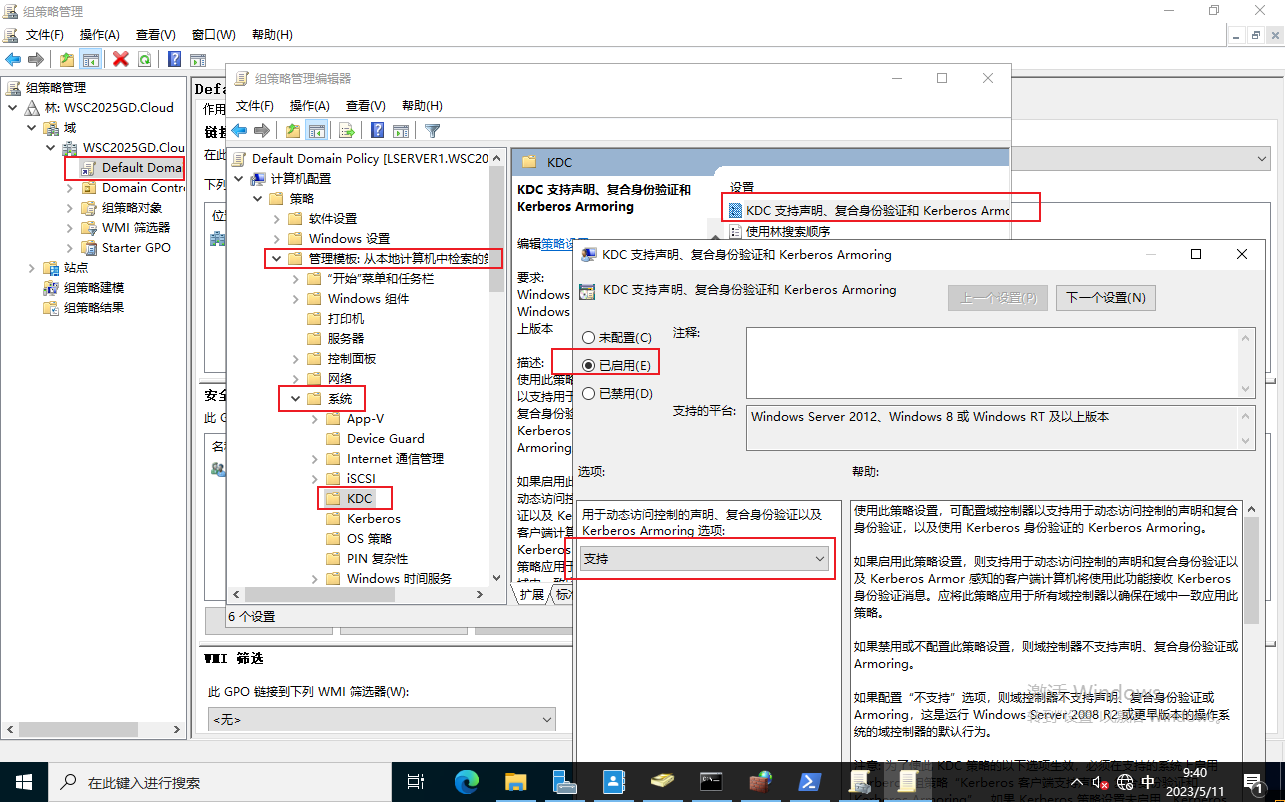 组策略管理
文件(F) 操作(A) 查看(V) 窗口(W) 帮助(H)
组策略管理
林: WSC2025GD.Cloud
域
WSC2025GD.Clou
Default Doma
Domain Contr
组策略对象
WMI 筛选器
Starter GPO
站点
组策略建模
组策略结果
Defa
作用
链接
在此
下列
位
安全
此 G
名称
WMI 筛选
此 GPO 链接到下列 WMI 筛选器(W):
<无>
组策略管理编辑器
文件(F) 操作(A) 查看(V) 帮助(H)
Default Domain Policy [LSERVER1.WSC20
计算机配置
策略
软件设置
Windows 设置
管理模板: 从本地计算机中检索的
“开始”菜单和任务栏
Windows 组件
打印机
服务器
控制面板
网络
系统
App-V
Device Guard
Internet 通信管理
iSCSI
KDC
Kerberos
OS 策略
PIN 复杂性
Windows 时间服务
6 个设置
KDC
KDC 支持声明、复合身份验证和
Kerberos Armoring
编辑策略设置
要求:
Windows
Windows
上版本
描述:
使用此策略
以支持用于
复合身份验
Kerberos
Armoring
如果启用此
动态访问控
证以及 K
客户端计算
Kerberos
策略应用于
扩展 标准
设置
KDC 支持声明、复合身份验证和 Kerberos Armo
使用林搜索顺序
KDC 支持声明、复合身份验证和 Kerberos Armoring
KDC 支持声明、复合身份验证和 Kerberos Armoring
上一个设置(P) 下一个设置(N)
未配置(C) 注释:
已启用(E)
已禁用(D)
支持的平台: Windows Server 2012、Windows 8 或 Windows RT 及以上版本
选项: 帮助:
用于动态访问控制的声明、复合身份验证以及
Kerberos Armoring 选项:
支持
使用此策略设置，可配置域控制器以支持用于动态访问控制的声明和复合
身份验证，以及使用 Kerberos 身份验证的 Kerberos Armoring。
如果启用此策略设置，则支持用于动态访问控制的声明和复合身份验证以
及 Kerberos Armor 感知的客户端计算机将使用此功能接收 Kerberos
身份验证消息。应将此策略应用于所有域控制器以确保在域中一致应用此
策略。
如果禁用或不配置此策略设置，则域控制器不支持声明、复合身份验证或
Armoring。
如果配置“不支持”选项，则域控制器不支持声明、复合身份验证或
Armoring，这是运行 Windows Server 2008 R2 或更早版本的操作系
统的域控制器的默认行为。
激活 Windows
在此键入进行搜索
中
9:40
2023/5/11
1